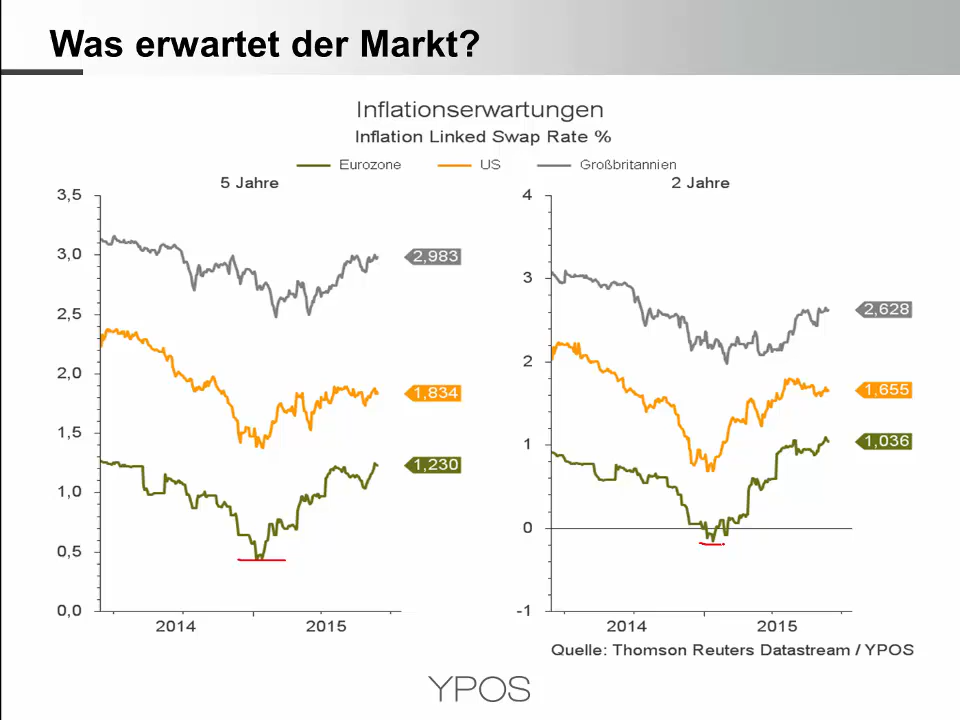 Was erwartet der Markt?
Inflationserwartungen
Inflation Linked Swap Rate %
Eurozone US Großbritannien
5 Jahre
3,5
3,0
2,5
2,0
1,5
1,0
0,5
0,0
2,983
1,834
1,230
2014 2015
2 Jahre
4
3
2
1
0
-1
2,628
1,655
1,036
2014 2015
Quelle: Thomson Reuters Datastream / YPOS
YPOS